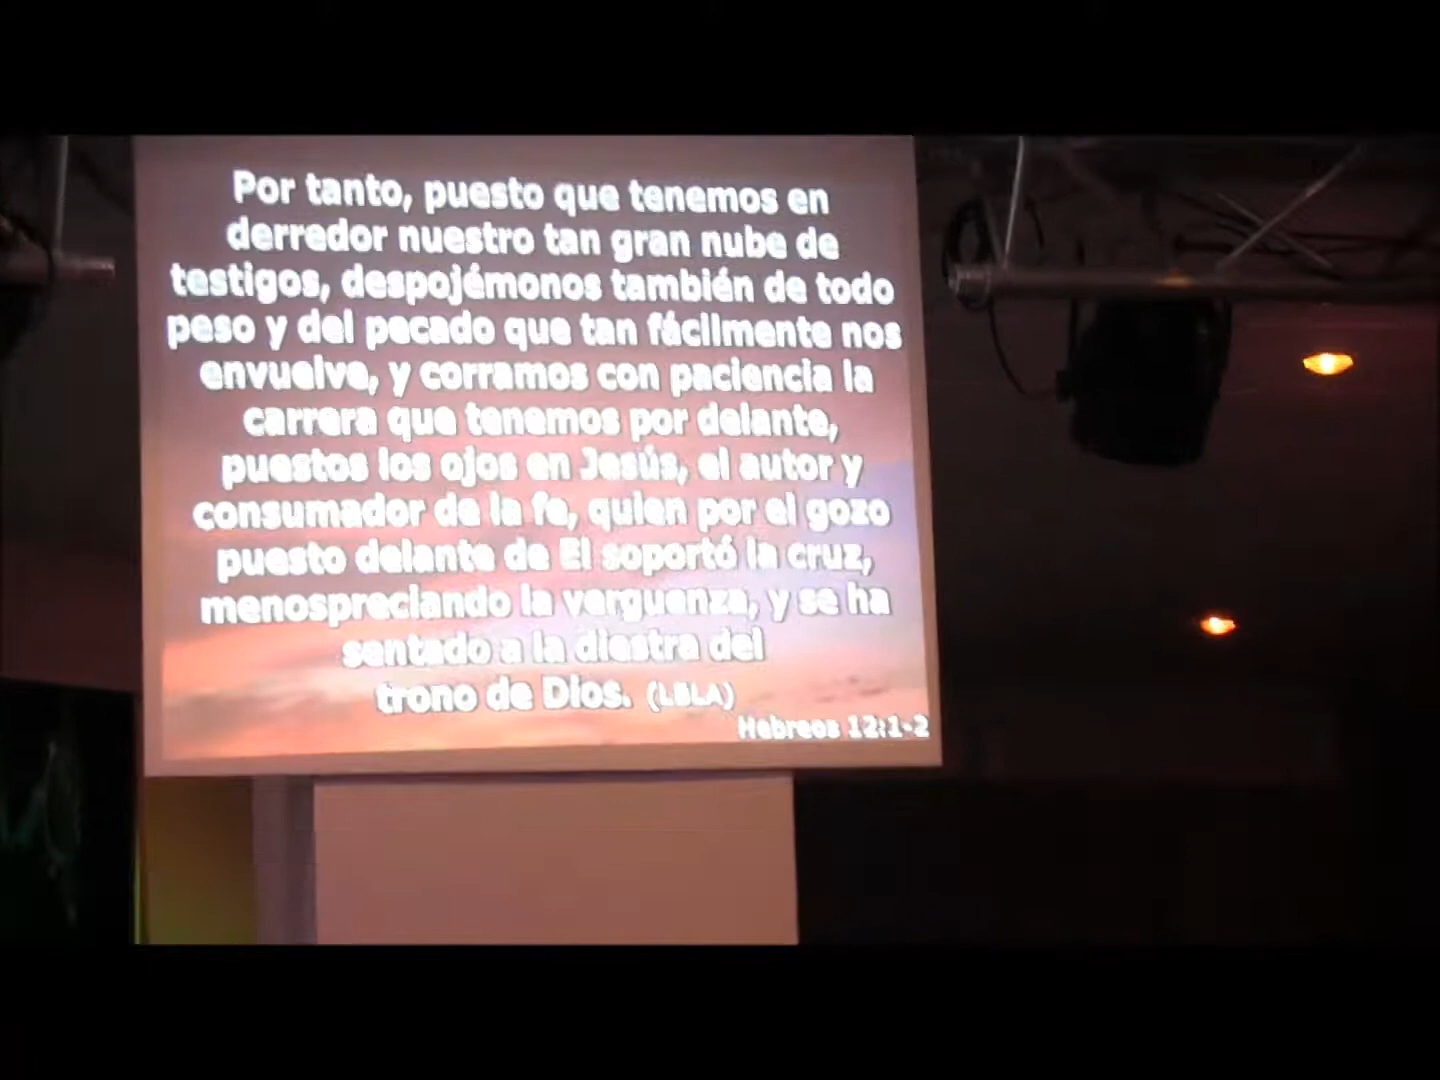 Por tanto, puesto que tenemos en
derredor nuestro tan gran nube de
testigos, despojémonos también de todo
peso y del pecado que tan fácilmente nos
envuelve, y corramos con paciencia la
carrera que tenemos por delante,
puestos los ojos en Jesús, el autor y
consumador de la fe, quien por el gozo
puesto delante de El soportó la cruz,
menospreciando la verguenza, y se ha
sentado a la diestra del
trono de Dios. (LBLA)
Hebreos 12:1-2